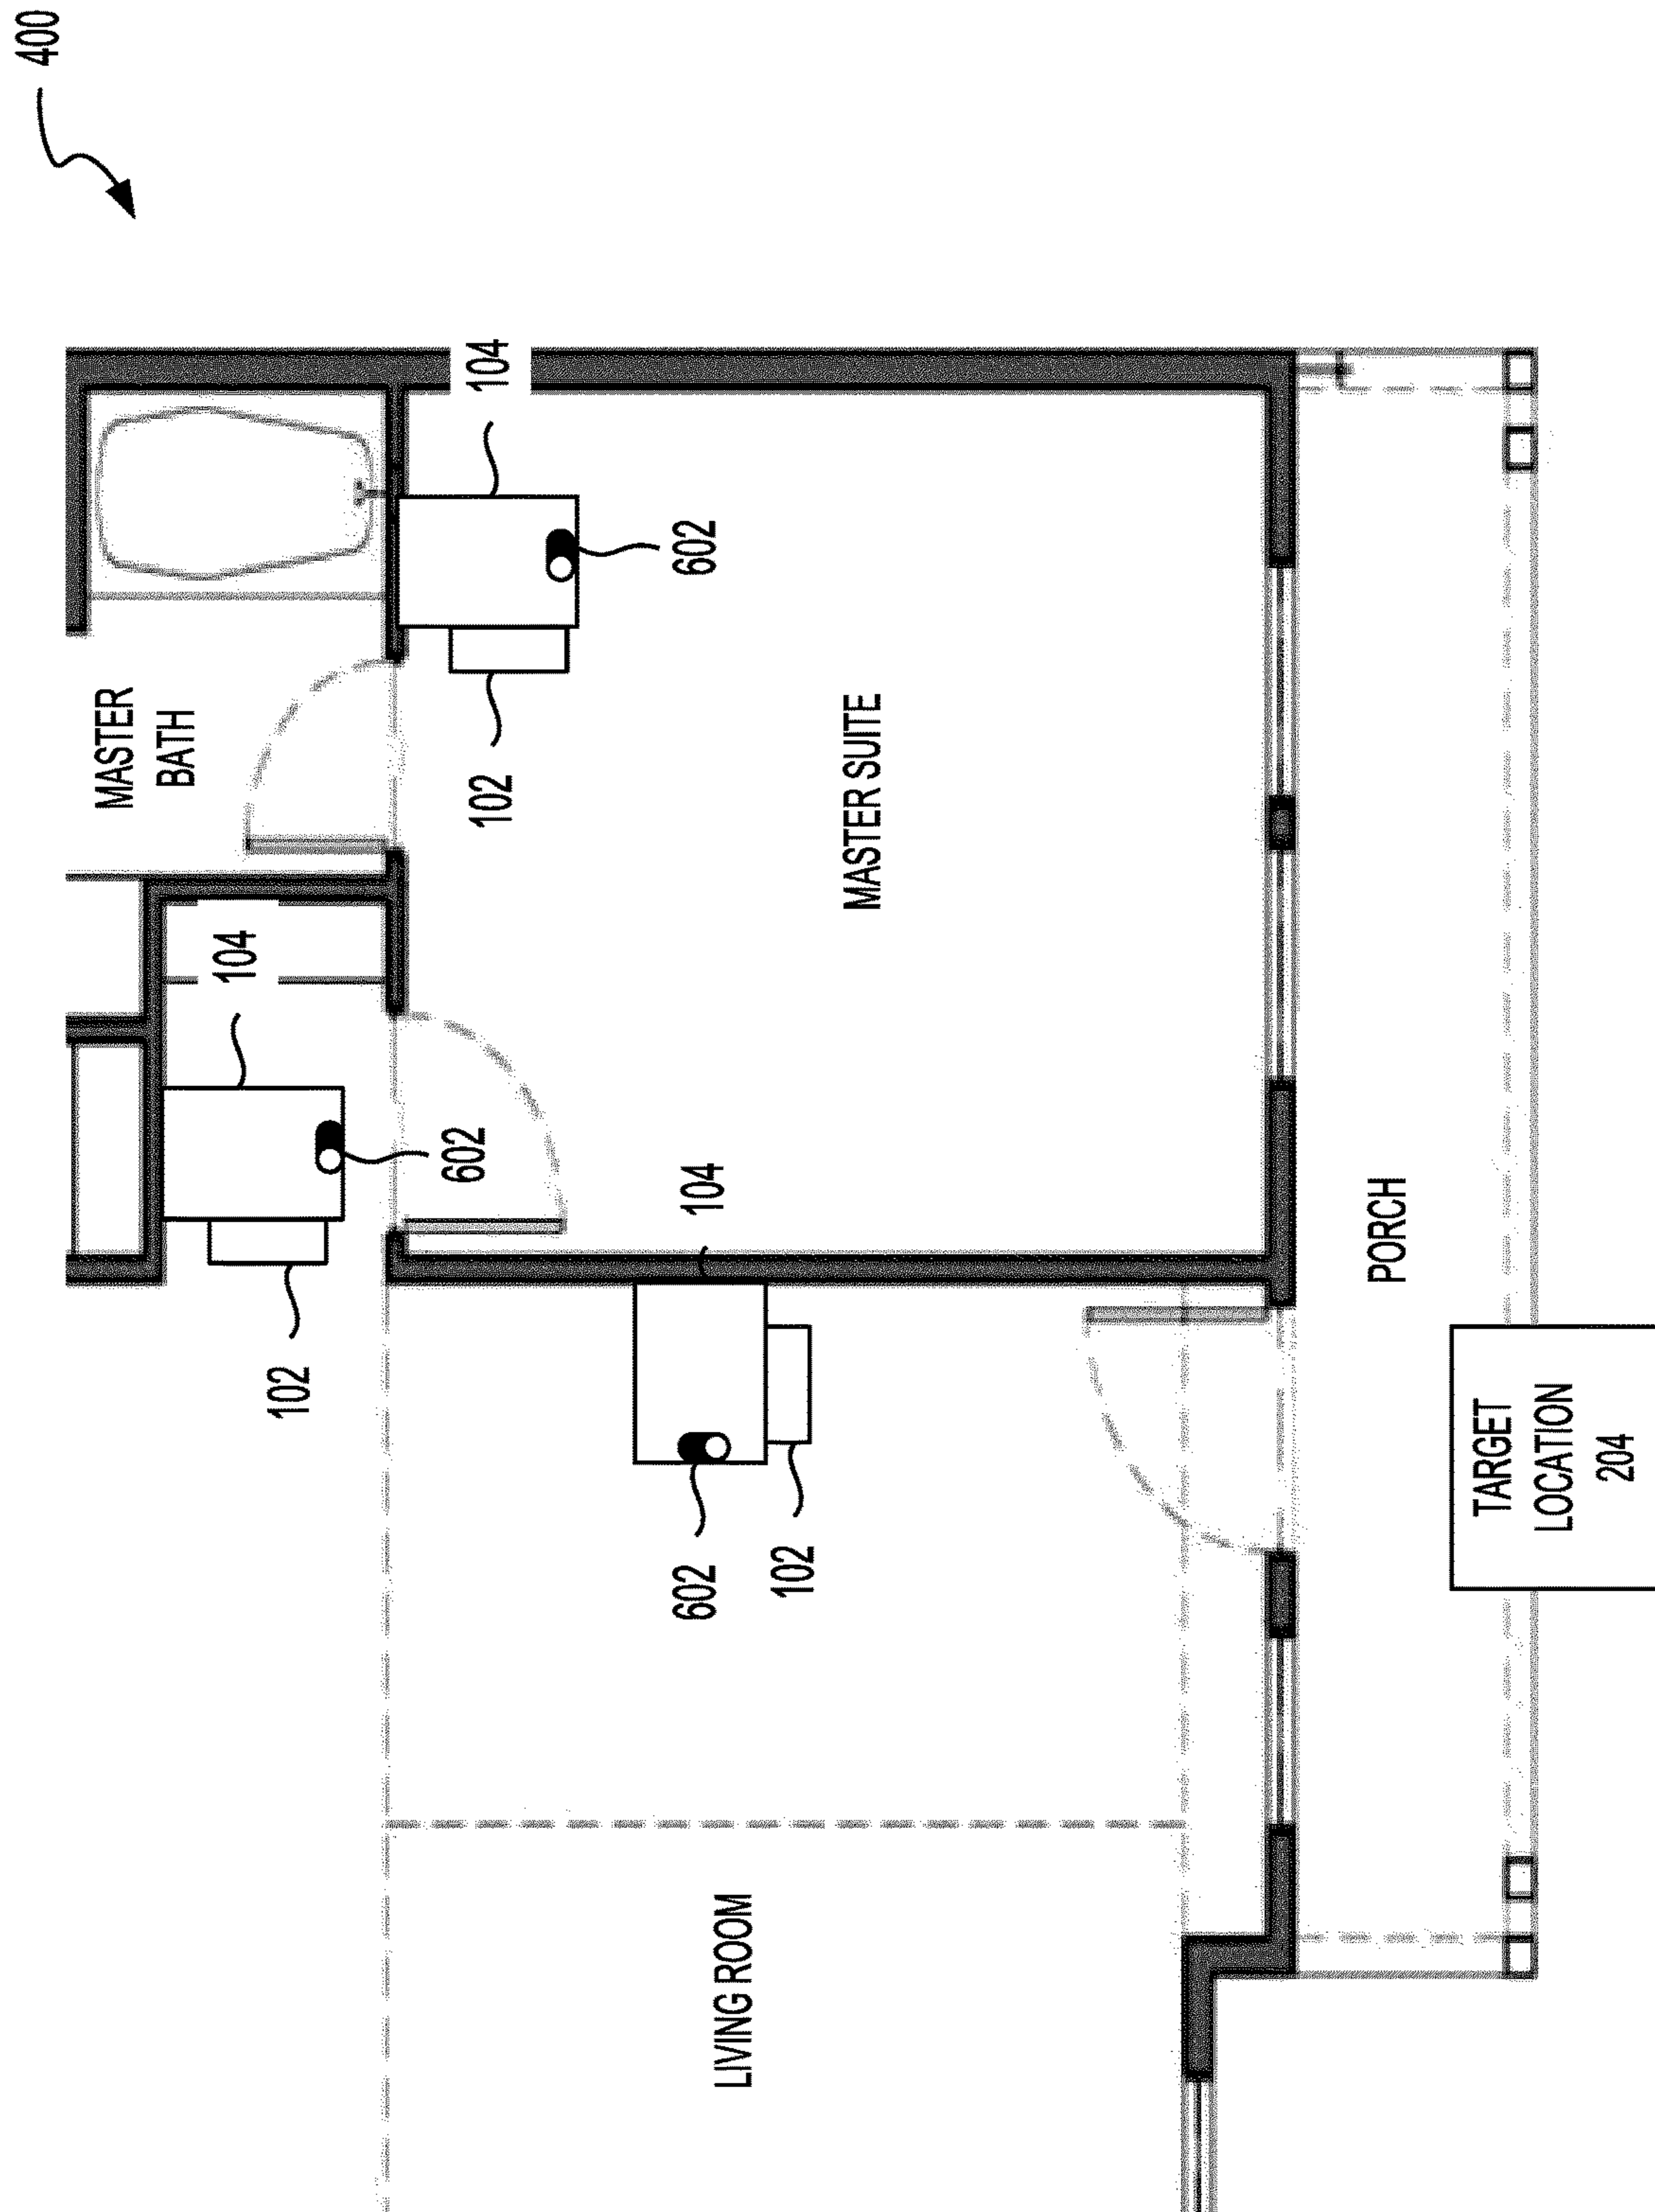 400
MASTER
BATH
104
102
602
102
104
602
104
602
LIVING ROOM
102
MASTER SUITE
PORCH
TARGET
LOCATION
204